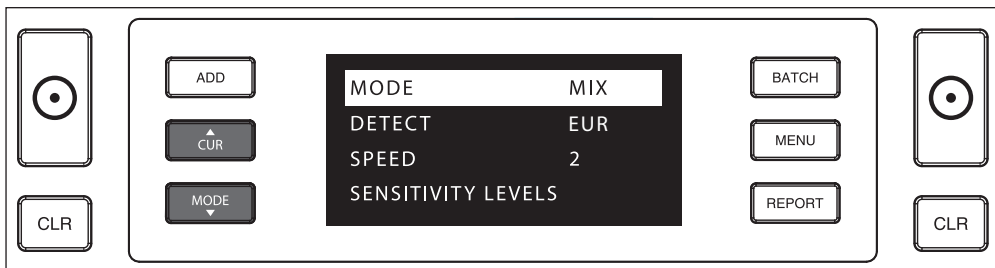 ADD
CUR
MODE
CLR
MODE MIX
DETECT EUR
SPEED 2
SENSITIVITY LEVELS
BATCH
MENU
REPORT
CLR